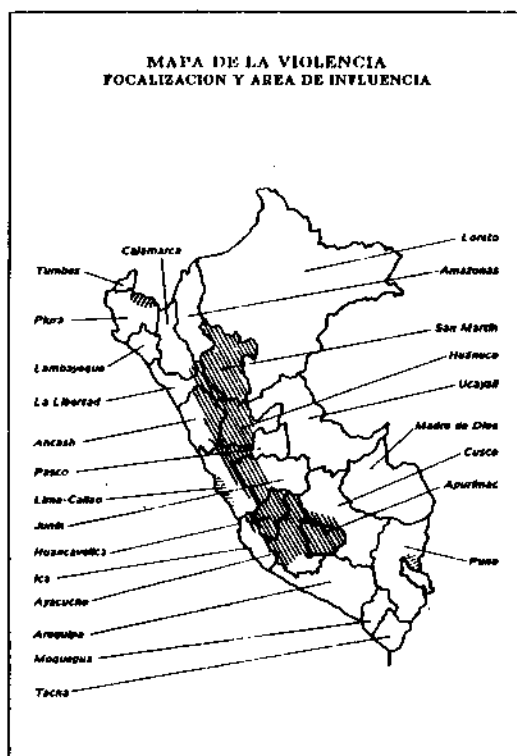 MAPA DE LA VIOLENCIA
FOCALIZACION Y AREA DE INFLUENCIA
Cajamarca
Tumbes
Piura
Lambayeque
La Libertad
Ancash
Pasco
Lima-Callao
Junín
Huancavelica
Ica
Ayacucho
Arequipa
Moquegua
Tacna
Loreto
Amazonas
San Martín
Huánuco
Ucayali
Madre de Dios
Cusco
Apurímac
Puno